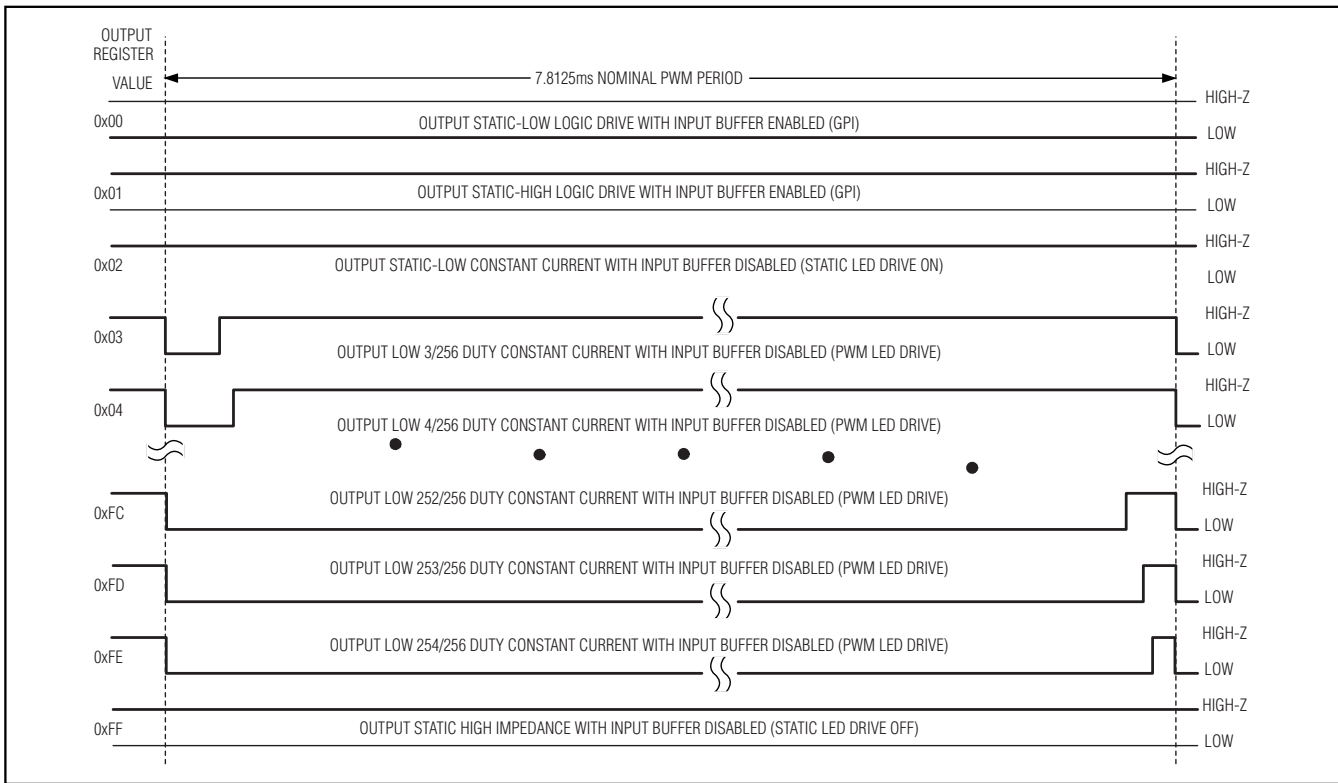 OUTPUT
REGISTER
VALUE
7.8125ms NOMINAL PWM PERIOD
HIGH-Z
0x00
OUTPUT STATIC-LOW LOGIC DRIVE WITH INPUT BUFFER ENABLED (GPI)
LOW
HIGH-Z
0x01
OUTPUT STATIC-HIGH LOGIC DRIVE WITH INPUT BUFFER ENABLED (GPI)
LOW
HIGH-Z
0x02
OUTPUT STATIC-LOW CONSTANT CURRENT WITH INPUT BUFFER DISABLED (STATIC LED DRIVE ON)
LOW
HIGH-Z
0x03
OUTPUT LOW 3/256 DUTY CONSTANT CURRENT WITH INPUT BUFFER DISABLED (PWM LED DRIVE)
LOW
HIGH-Z
0x04
OUTPUT LOW 4/256 DUTY CONSTANT CURRENT WITH INPUT BUFFER DISABLED (PWM LED DRIVE)
LOW
HIGH-Z
0xFC
OUTPUT LOW 252/256 DUTY CONSTANT CURRENT WITH INPUT BUFFER DISABLED (PWM LED DRIVE)
LOW
HIGH-Z
0xFD
OUTPUT LOW 253/256 DUTY CONSTANT CURRENT WITH INPUT BUFFER DISABLED (PWM LED DRIVE)
LOW
HIGH-Z
0xFE
OUTPUT LOW 254/256 DUTY CONSTANT CURRENT WITH INPUT BUFFER DISABLED (PWM LED DRIVE)
LOW
HIGH-Z
0xFF
OUTPUT STATIC HIGH IMPEDANCE WITH INPUT BUFFER DISABLED (STATIC LED DRIVE OFF)
LOW